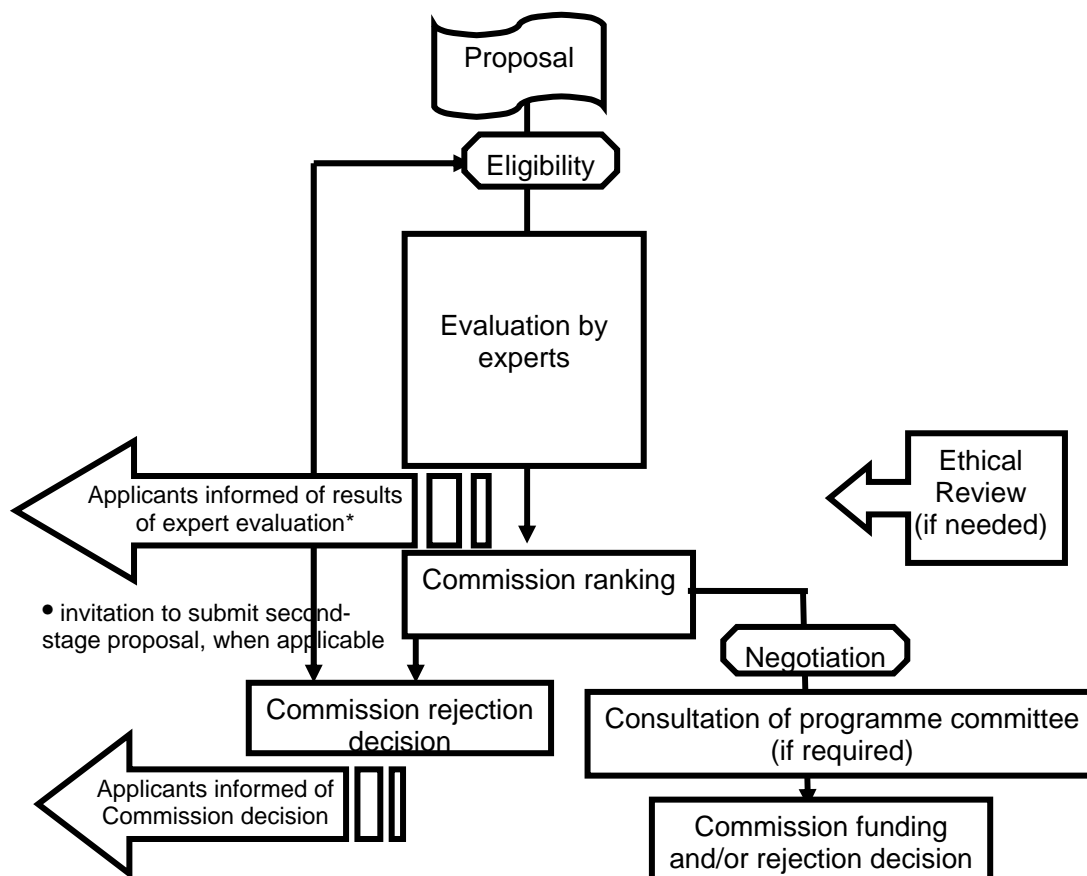 Proposal
Eligibility
Evaluation by
experts
Ethical
Review
(if needed)
Applicants informed of results
of expert evaluation*
Commission ranking
• invitation to submit second-
stage proposal, when applicable
Negotiation
Commission rejection
decision
Consultation of programme committee
(if required)
Applicants informed of
Commission decision
Commission funding
and/or rejection decision